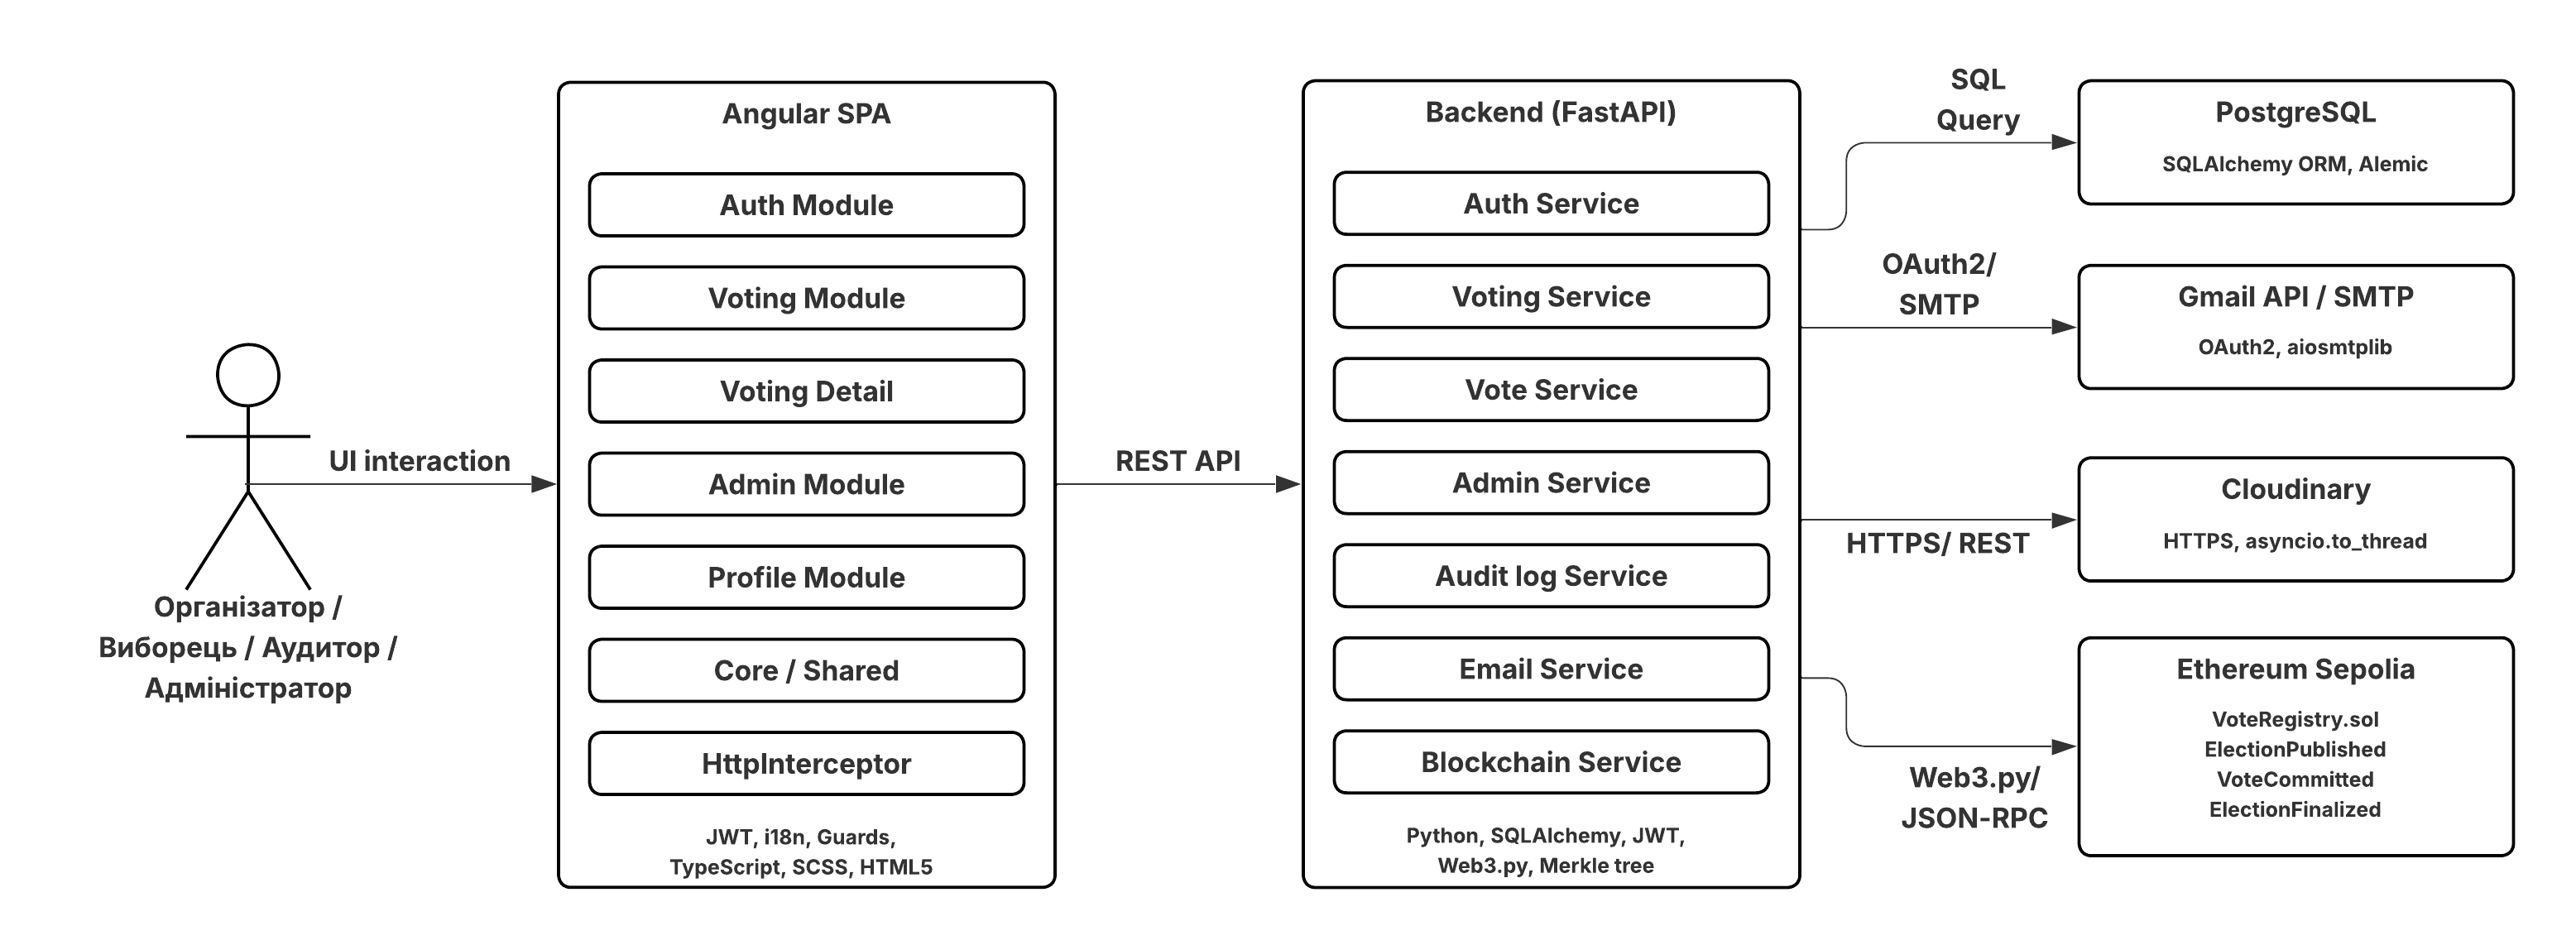 Організатор /
Виборець / Аудитор /
Адміністратор
UI interaction
Angular SPA
Auth Module
Voting Module
Voting Detail
Admin Module
Profile Module
Core / Shared
HttpInterceptor
JWT, i18n, Guards,
TypeScript, SCSS, HTML5
REST API
Backend (FastAPI)
Auth Service
Voting Service
Vote Service
Admin Service
Audit log Service
Email Service
Blockchain Service
Python, SQLAlchemy, JWT,
Web3.py, Merkle tree
SQL
Query
PostgreSQL
SQLAlchemy ORM, Alemic
OAuth2/
SMTP
Gmail API / SMTP
OAuth2, aiosmtplib
HTTPS/ REST
Cloudinary
HTTPS, asyncio.to_thread
Web3.py/
JSON-RPC
Ethereum Sepolia
VoteRegistry.sol
ElectionPublished
VoteCommitted
ElectionFinalized